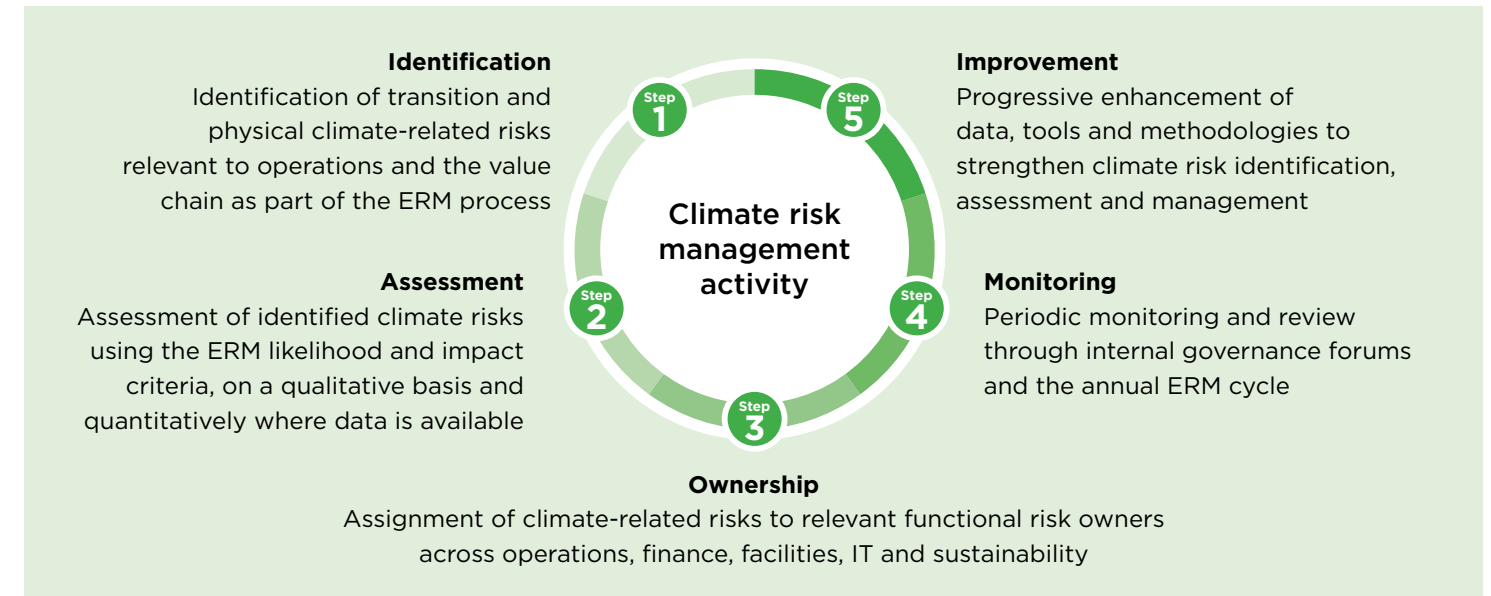 Identification
Identification of transition and
physical climate-related risks
relevant to operations and the value
chain as part of the ERM process
Step
1
Assessment
Assessment of identified climate risks
using the ERM likelihood and impact
criteria, on a qualitative basis and
quantitatively where data is available
Step
2
Climate risk
management
activity
Step
3
Ownership
Assignment of climate-related risks to relevant functional risk owners
across operations, finance, facilities, IT and sustainability
Step
4
Monitoring
Periodic monitoring and review
through internal governance forums
and the annual ERM cycle
Step
5
Improvement
Progressive enhancement of
data, tools and methodologies to
strengthen climate risk identification,
assessment and management